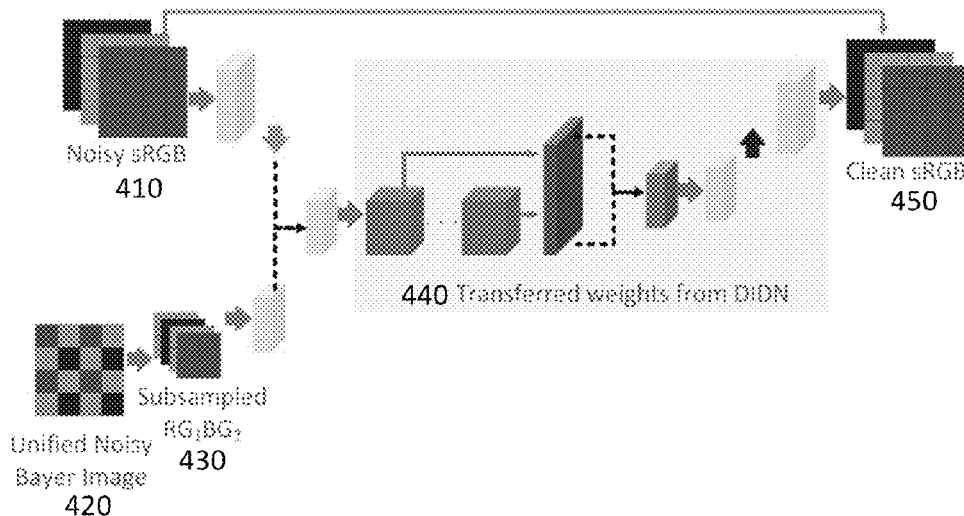 Noisy sRGB
410
Clean sRGB
450
440 Transferred weights from DIDN
Subsampled
RG₁BG₂
430
Unified Noisy
Bayer Image
420